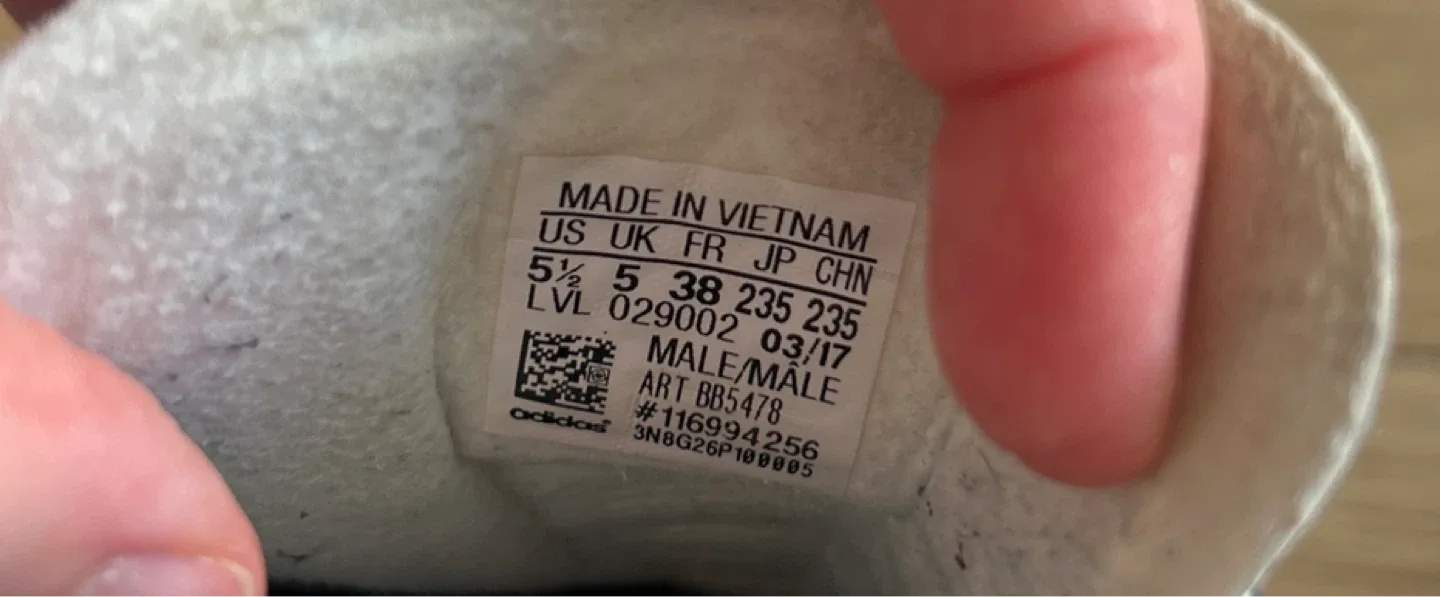 MADE IN VIETNAM
US UK FR JP CHN
5½ 5 38 235 235
LVL 029002 03/17
MALE/MÂLE
ART BB5478
#116994256
3N8G26P100005
adidas